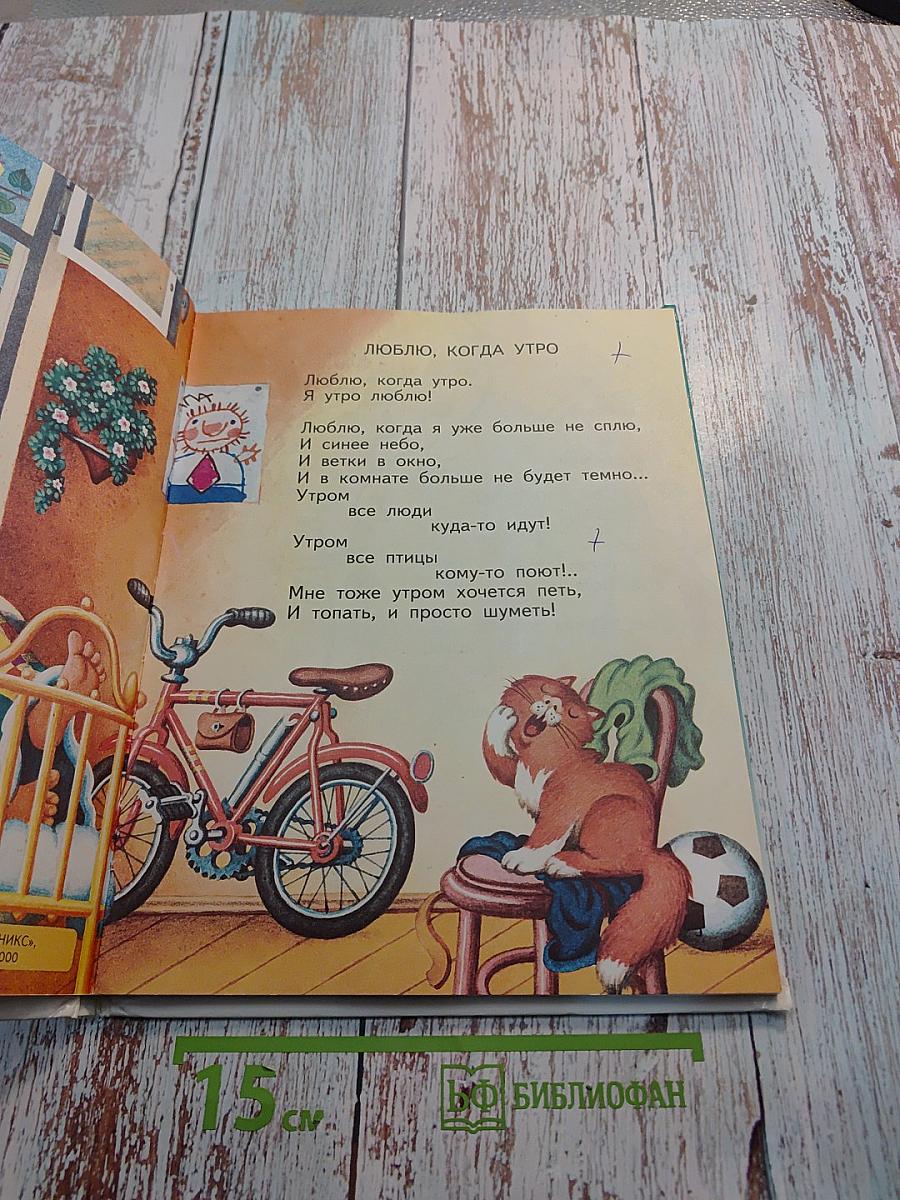 ЛЮБЛЮ, КОГДА УТРО
Люблю, когда утро.
Я утро люблю!
Люблю, когда я уже больше не сплю,
И синее небо,
И ветки в окно,
И в комнате больше не будет темно...
Утром
все люди
куда-то идут!
Утром
все птицы
кому-то поют!..
Мне тоже утром хочется петь,
И топать, и просто шуметь!
НИКС»,
000
15 см
БФ БИБЛИОФАН